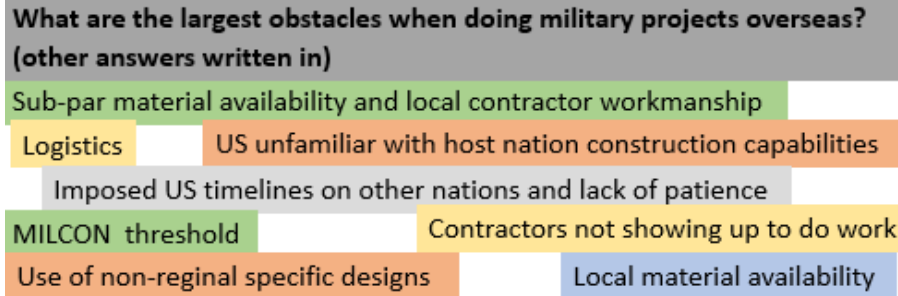 What are the largest obstacles when doing military projects overseas?
(other answers written in)
Sub-par material availability and local contractor workmanship
Logistics
US unfamiliar with host nation construction capabilities
Imposed US timelines on other nations and lack of patience
MILCON threshold
Contractors not showing up to do work
Use of non-reginal specific designs
Local material availability